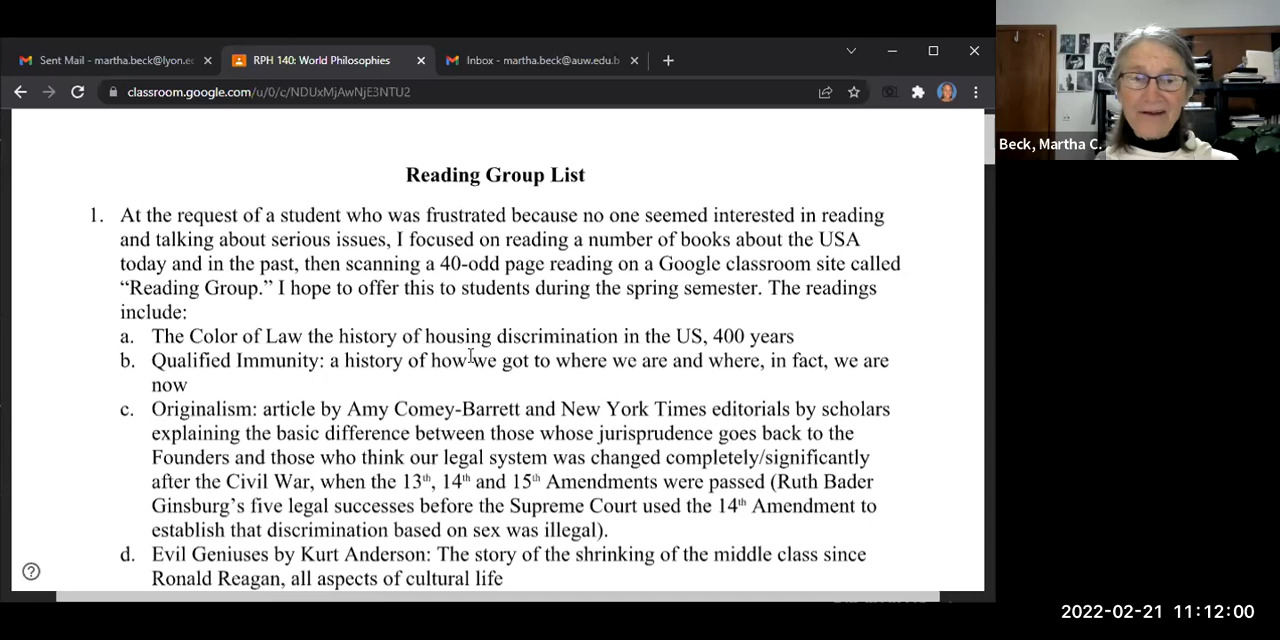 Sent Mail - martha.beck@lyon.e
RPH 140: World Philosophies
Inbox - martha.beck@auw.edu.b
classroom.google.com/u/0/c/NDUxMjAwNjE3NTU2
Beck, Martha C.
Reading Group List
1. At the request of a student who was frustrated because no one seemed interested in reading
and talking about serious issues, I focused on reading a number of books about the USA
today and in the past, then scanning a 40-odd page reading on a Google classroom site called
“Reading Group.” I hope to offer this to students during the spring semester. The readings
include:
a. The Color of Law the history of housing discrimination in the US, 400 years
b. Qualified Immunity: a history of how we got to where we are and where, in fact, we are
now
c. Originalism: article by Amy Comey-Barrett and New York Times editorials by scholars
explaining the basic difference between those whose jurisprudence goes back to the
Founders and those who think our legal system was changed completely/significantly
after the Civil War, when the 13th, 14th and 15th Amendments were passed (Ruth Bader
Ginsburg’s five legal successes before the Supreme Court used the 14th Amendment to
establish that discrimination based on sex was illegal).
d. Evil Geniuses by Kurt Anderson: The story of the shrinking of the middle class since
Ronald Reagan, all aspects of cultural life
2022-02-21 11:12:00